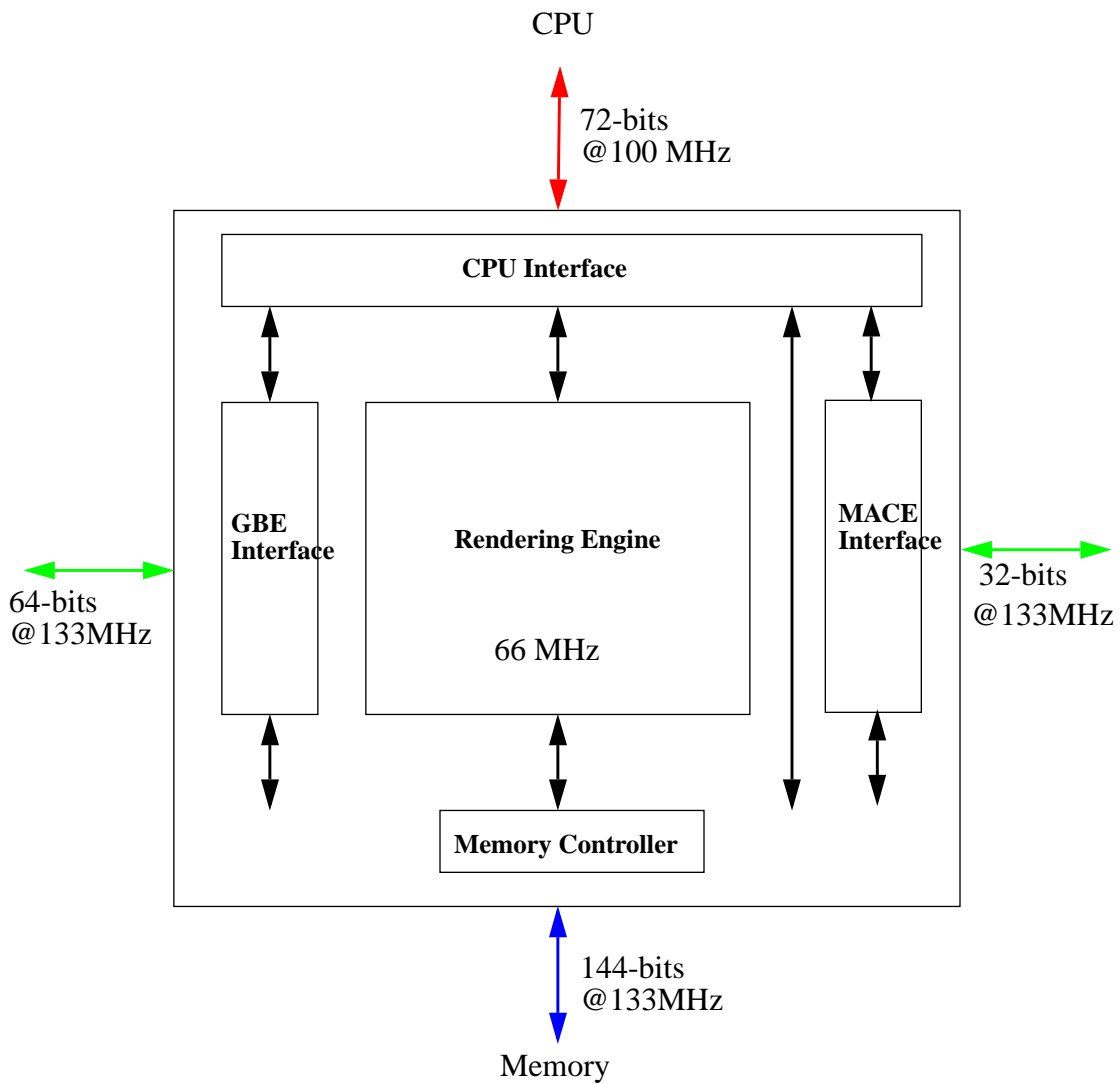 CPU
72-bits
@100 MHz
CPU Interface
GBE
Interface
Rendering Engine
66 MHz
MACE
Interface
64-bits
@133MHz
32-bits
@133MHz
Memory Controller
144-bits
@133MHz
Memory